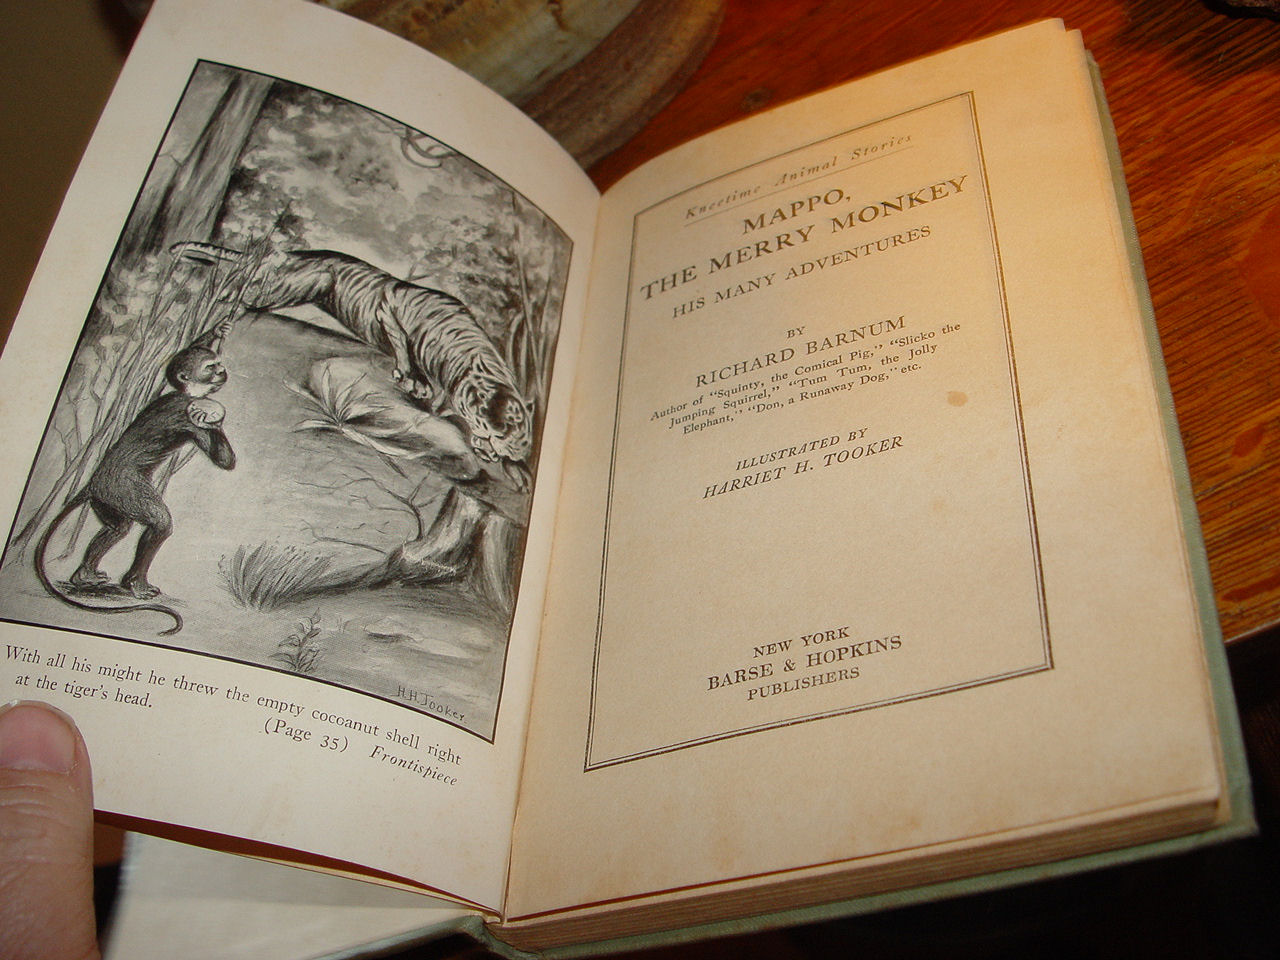 H.H. Tooker.
With all his might he threw the empty cocoanut shell right
at the tiger's head.
(Page 35) Frontispiece
Kneetime Animal Stories
MAPPO,
THE MERRY MONKEY
HIS MANY ADVENTURES
BY
RICHARD BARNUM
Author of "Squinty, the Comical Pig," "Slicko the
Jumping Squirrel," "Tum Tum, the Jolly
Elephant," "Don, a Runaway Dog," etc.
ILLUSTRATED BY
HARRIET H. TOOKER
NEW YORK
BARSE & HOPKINS
PUBLISHERS